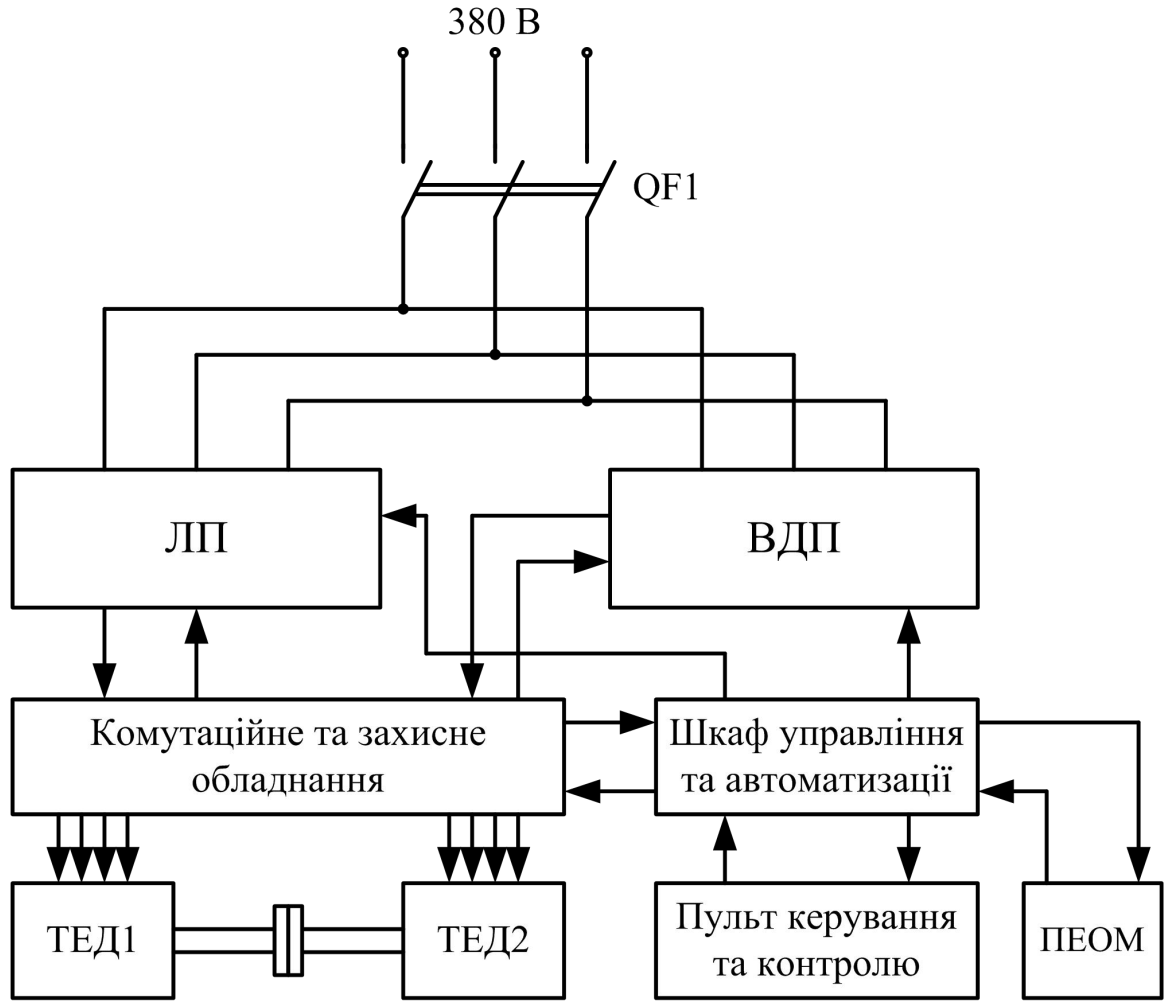 380 В
QF1
ЛП
ВДП
Комутаційне та захисне
обладнання
Шкаф управління
та автоматизації
ТЕД1
ТЕД2
Пульт керування
та контролю
ПЕОМ